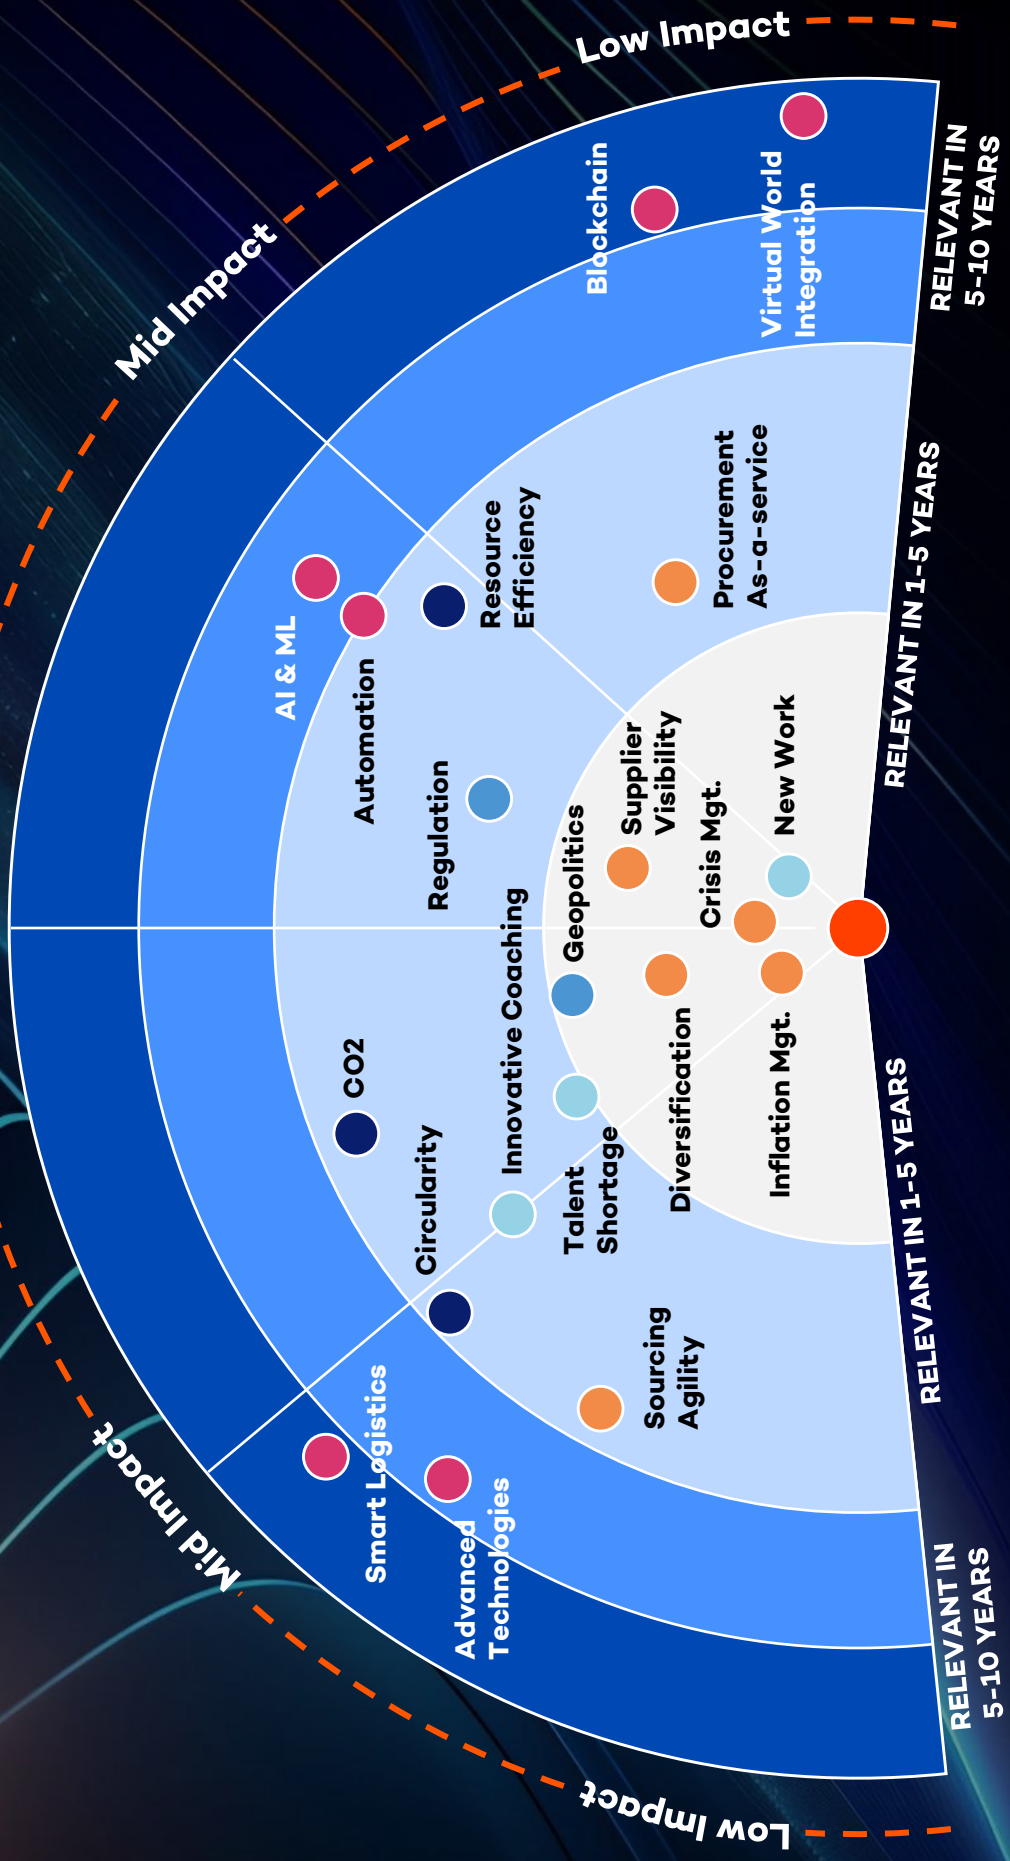 Low Impact
Mid Impact
Blockchain
Virtual World
Integration
RELEVANT IN
5-10 YEARS
AI & ML
Automation
Resource
Efficiency
Procurement
As-a-service
RELEVANT IN 1-5 YEARS
Regulation
Geopolitics
Supplier
Visibility
Crisis Mgt.
New Work
CO2
Circularity
Innovative Coaching
Talent
Shortage
Diversification
Inflation Mgt.
RELEVANT IN 1-5 YEARS
Smart Logistics
Advanced
Technologies
Sourcing
Agility
RELEVANT IN
5-10 YEARS
Mid Impact
Low Impact